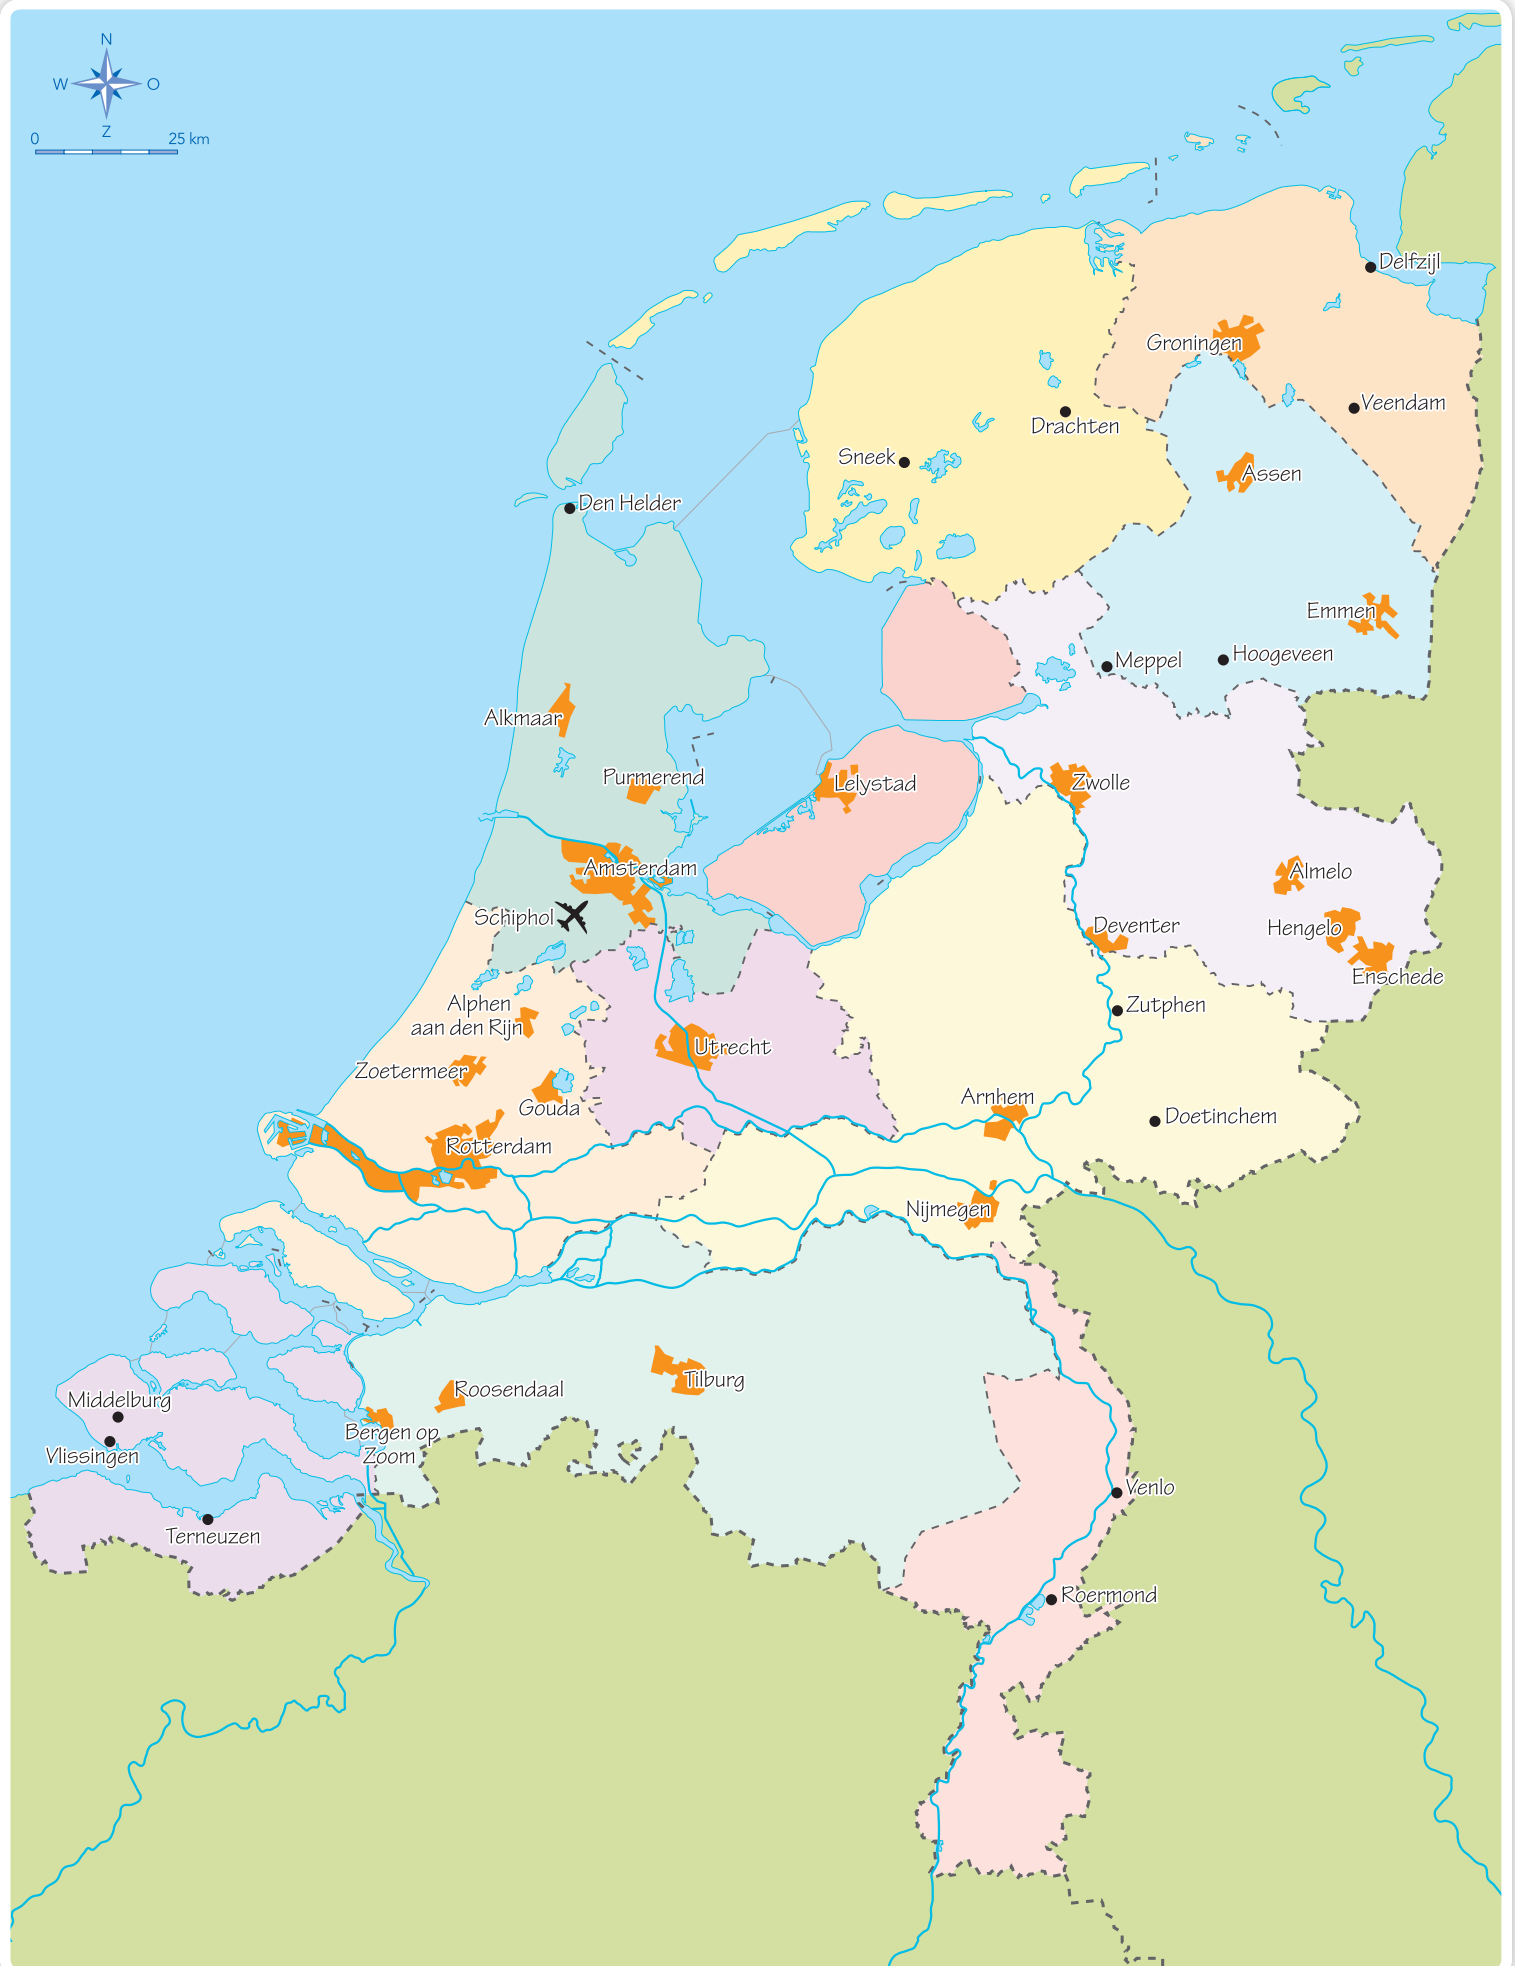 N
W
O
Z
0
25 km
Delfzijl
Groningen
Veendam
Drachten
Sneek
Assen
Den Helder
Emmen
Meppel
Hoogeveen
Alkmaar
Purmerend
Lelystad
Zwolle
Amsterdam
Almelo
Schiphol
Deventer
Hengelo
Enschede
Alphen
aan den Rijn
Zutphen
Utrecht
Zoetermeer
Gouda
Arnhem
Doetinchem
Rotterdam
Nijmegen
Tilburg
Roosendaal
Middelburg
Bergen op
Zoom
Vlissingen
Venlo
Terneuzen
Roermond